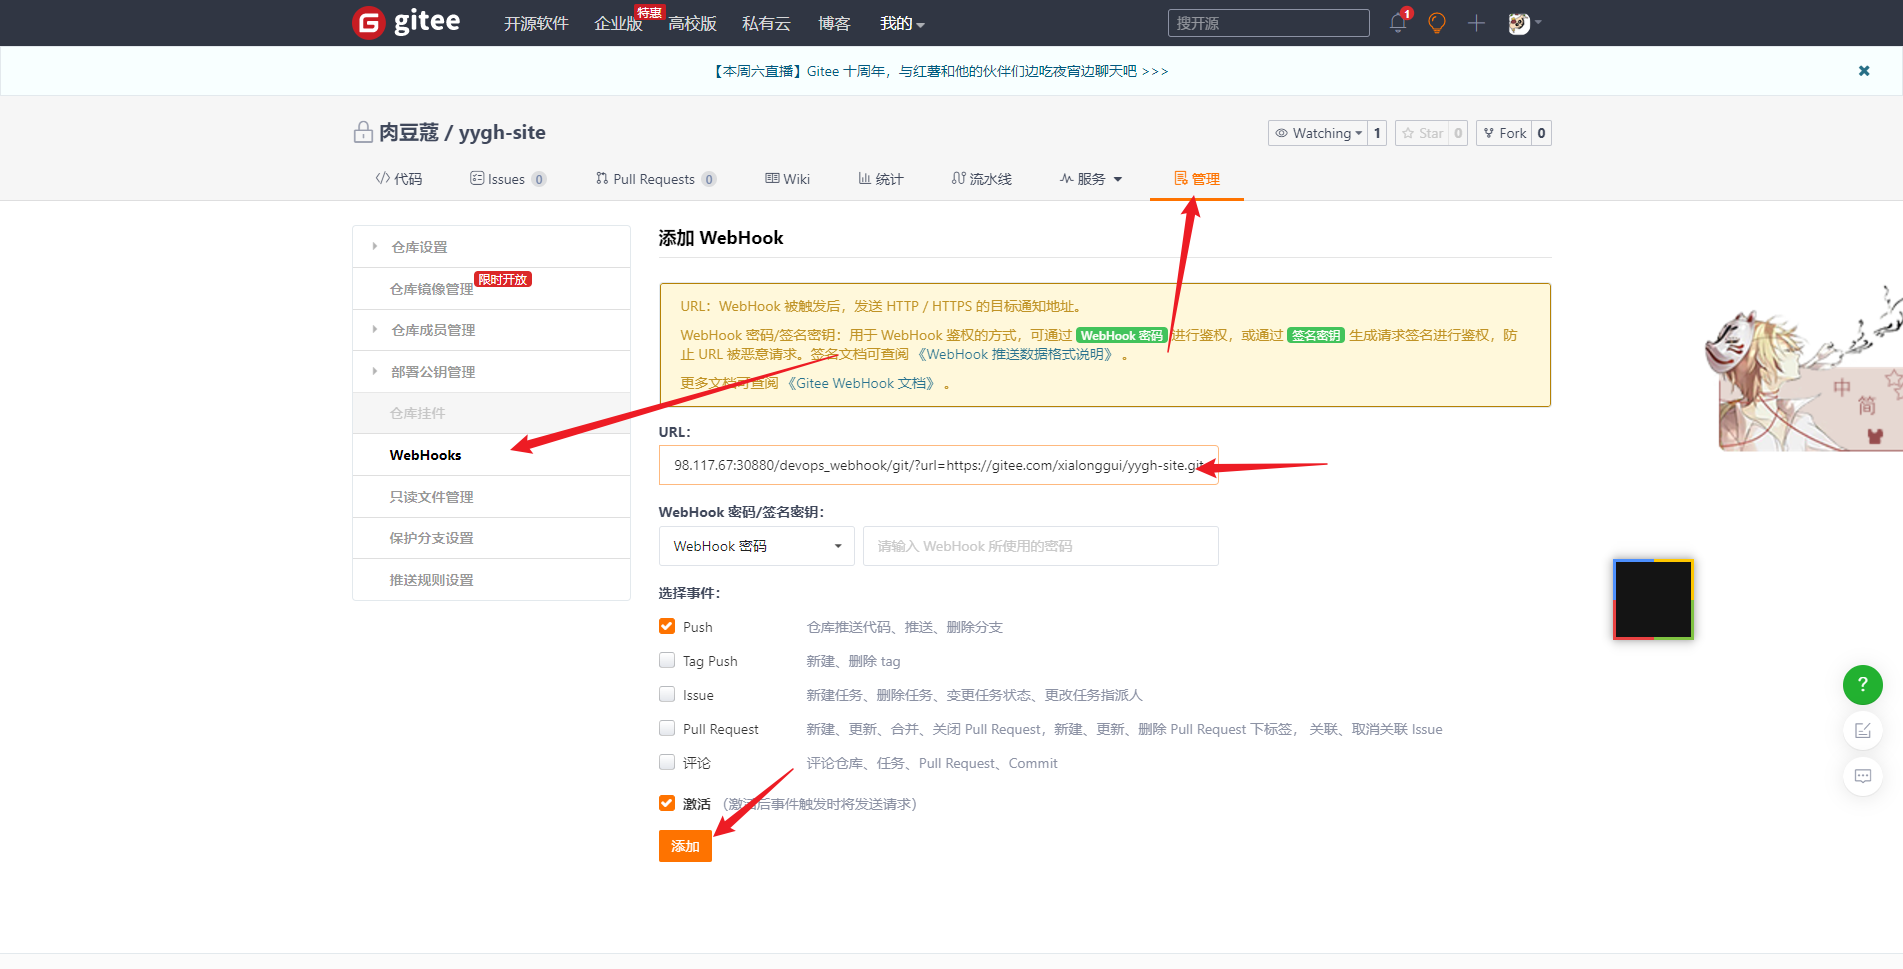 gitee 开源软件 企业版 特惠 高校版 私有云 博客 我的 搜开源 1
【本周六直播】Gitee 十周年，与红薯和他的伙伴们边吃夜宵边聊天吧 >>>
肉豆蔻 / yygh-site
Watching 1 Star 0 Fork 0
代码 Issues 0 Pull Requests 0 Wiki 统计 流水线 服务 管理
仓库设置
仓库镜像管理 限时开放
仓库成员管理
部署公钥管理
仓库挂件
WebHooks
只读文件管理
保护分支设置
推送规则设置
添加 WebHook
URL：WebHook 被触发后，发送 HTTP / HTTPS 的目标通知地址。
WebHook 密码/签名密钥：用于 WebHook 鉴权的方式，可通过 WebHook 密码 进行鉴权，或通过 签名密钥 生成请求签名进行鉴权，防
止 URL 被恶意请求。签名文档可查阅 《WebHook 推送数据格式说明》 。
更多文档可查阅 《Gitee WebHook 文档》 。
URL：
98.117.67:30880/devops_webhook/git/?url=https://gitee.com/xialonggui/yygh-site.git
WebHook 密码/签名密钥：
WebHook 密码 请输入 WebHook 所使用的密码
选择事件：
Push 仓库推送代码、推送、删除分支
Tag Push 新建、删除 tag
Issue 新建任务、删除任务、变更任务状态、更改任务指派人
Pull Request 新建、更新、合并、关闭 Pull Request，新建、更新、删除 Pull Request 下标签， 关联、取消关联 Issue
评论 评论仓库、任务、Pull Request、Commit
激活 （激活后事件触发时将发送请求）
添加
中
简
?